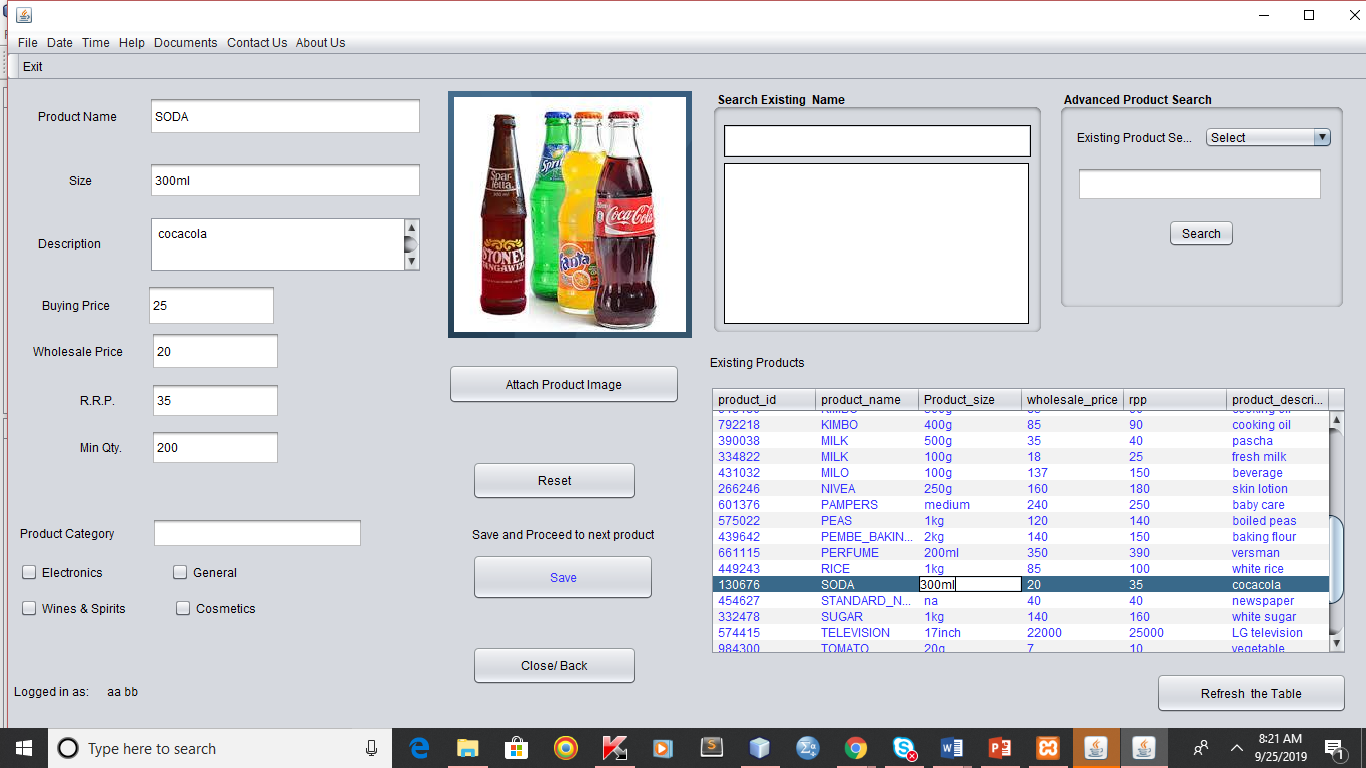 File Date Time Help Documents Contact Us About Us
Exit
Product Name SODA
Size 300ml
Description cocacola
Buying Price 25
Wholesale Price 20
R.R.P. 35
Min Qty. 200
Product Category
Electronics General
Wines & Spirits Cosmetics
Logged in as: aa bb
Spar-letta
STONEY
TANGAWIZI
Sprite
Fanta
Coca-Cola
Attach Product Image
Reset
Save and Proceed to next product
Save
Close/ Back
Search Existing Name
Advanced Product Search
Existing Product Se... Select
Search
Existing Products
product_id product_name Product_size wholesale_price rpp product_descri...
792218 KIMBO 400g 85 90 cooking oil
390038 MILK 500g 35 40 pascha
334822 MILK 100g 18 25 fresh milk
431032 MILO 100g 137 150 beverage
266246 NIVEA 250g 160 180 skin lotion
601376 PAMPERS medium 240 250 baby care
575022 PEAS 1kg 120 140 boiled peas
439642 PEMBE_BAKIN... 2kg 140 150 baking flour
661115 PERFUME 200ml 350 390 versman
449243 RICE 1kg 85 100 white rice
130676 SODA 300ml 20 35 cocacola
454627 STANDARD_N... na 40 40 newspaper
332478 SUGAR 1kg 140 160 white sugar
574415 TELEVISION 17inch 22000 25000 LG television
984300 TOMATO 20g 7 10 vegetable
Refresh the Table
Type here to search
8:21 AM
9/25/2019
1